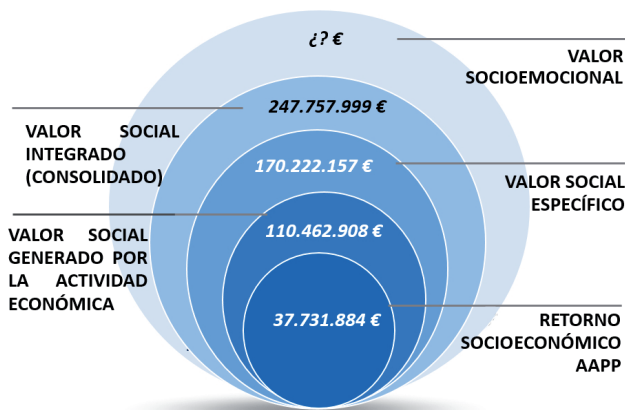 ¿? €
VALOR
SOCIOEMOCIONAL
247.757.999 €
VALOR SOCIAL
INTEGRADO
(CONSOLIDADO)
170.222.157 €
VALOR SOCIAL
ESPECÍFICO
110.462.908 €
VALOR SOCIAL
GENERADO POR
LA ACTIVIDAD
ECONÓMICA
37.731.884 €
RETORNO
SOCIOECONÓMICO
AAPP